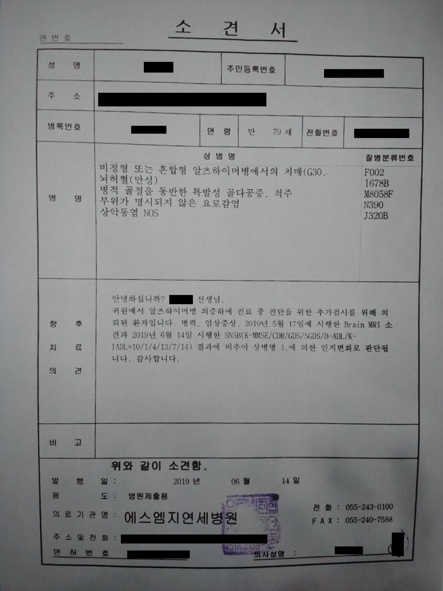 소 견 서
연 번 호
성 명
주민등록번호
주 소
병록번호
연 령 만 79 세 전화번호
병 명
상 병 명 질병분류번호
비정형 또는 혼합형 알츠하이머병에서의 치매(G30. F002
뇌허혈(만성) I678B
병적 골절을 동반한 특발성 골다공증, 척주 M8058F
부위가 명시되지 않은 요로감염 N390
상악동염 NOS J320B
향 후 치 료 의 견
안녕하십니까? 선생님.
귀원에서 알츠하이머병 의증하에 진료 중 진단을 위한 추가검사를 위해 의
뢰된 환자입니다. 병력, 임상증상, 2019년 5월 17일에 시행한 Brain MRI 소
견과 2019년 6월 14일 시행한 SNSB(K-MMSE/CDR/GDS/SGDS/B-ADL/K-
IADL=10/1/4/13/7/14) 결과에 비추어 상병명 1.에 의한 인지변화로 판단됩
니다. 감사합니다.
비 고
위와 같이 소견함.
발 행 일 : 2019 년 06 월 14 일
용 도 : 병원제출용
의 료 기 관 명 : 에스엠지연세병원
전 화 : 055-243-0100
F A X : 055-240-7588
주 소 및 전 화 :
면 허 번 호 :
의사성명 :